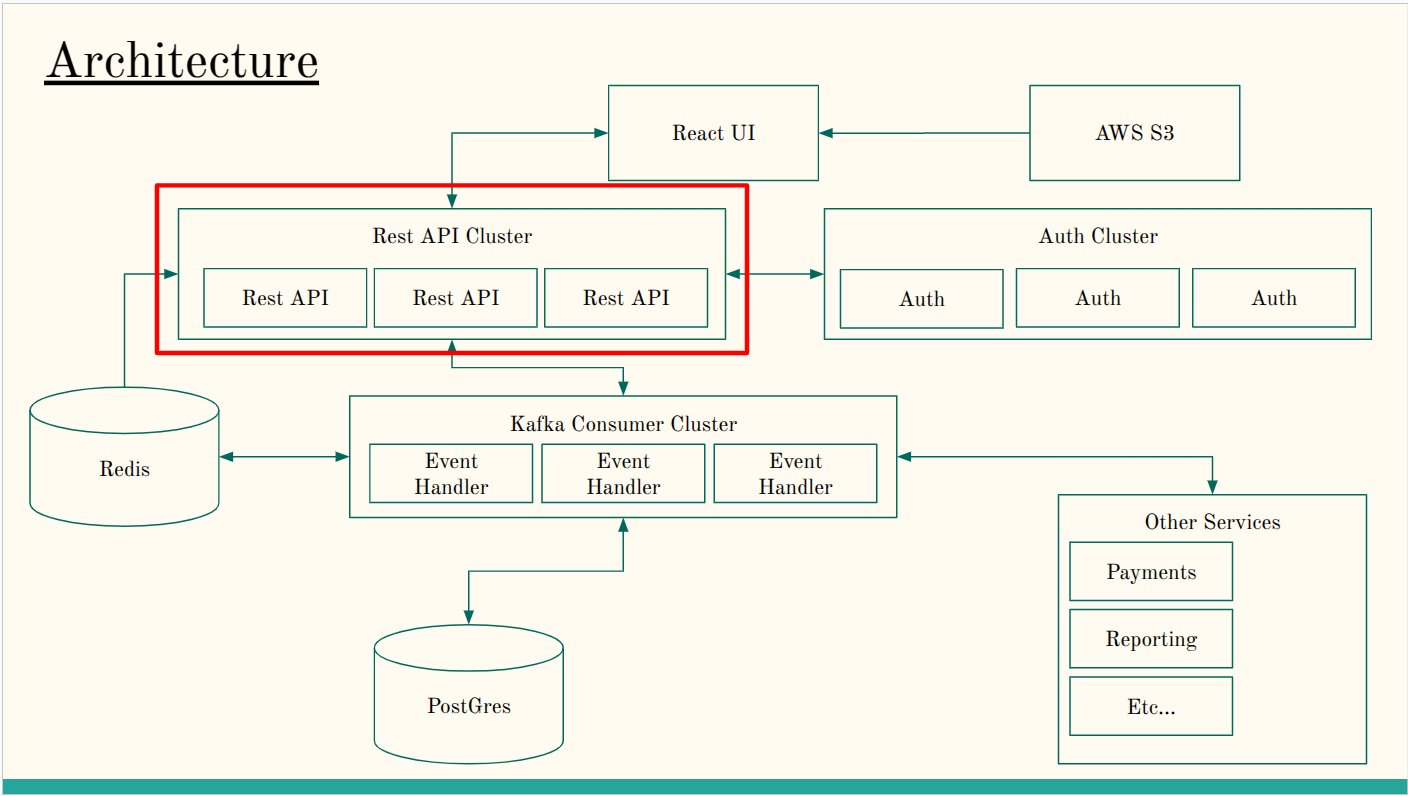 Architecture
React UI
AWS S3
Rest API Cluster
Rest API
Rest API
Rest API
Auth Cluster
Auth
Auth
Auth
Redis
Kafka Consumer Cluster
Event
Handler
Event
Handler
Event
Handler
Other Services
Payments
Reporting
Etc...
PostGres